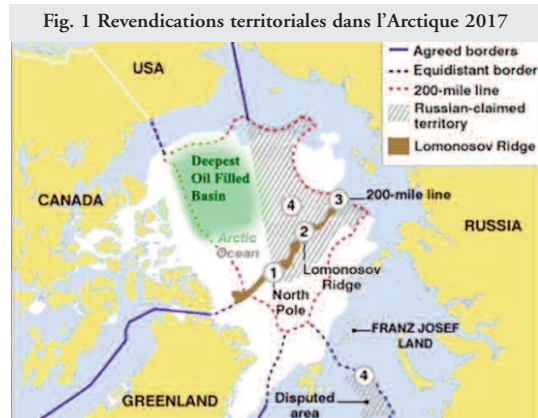 Fig. 1 Revendications territoriales dans l'Arctique 2017
Agreed borders
Equidistant border
200-mile line
Russian-claimed
territory
Lomonosov Ridge
USA
Deepest
Oil Filled
Basin
CANADA
4
3
200-mile line
2
RUSSIA
Arctic
Ocean
1
Lomonosov
Ridge
North
Pole
FRANZ JOSEF
LAND
4
GREENLAND
Disputed
area